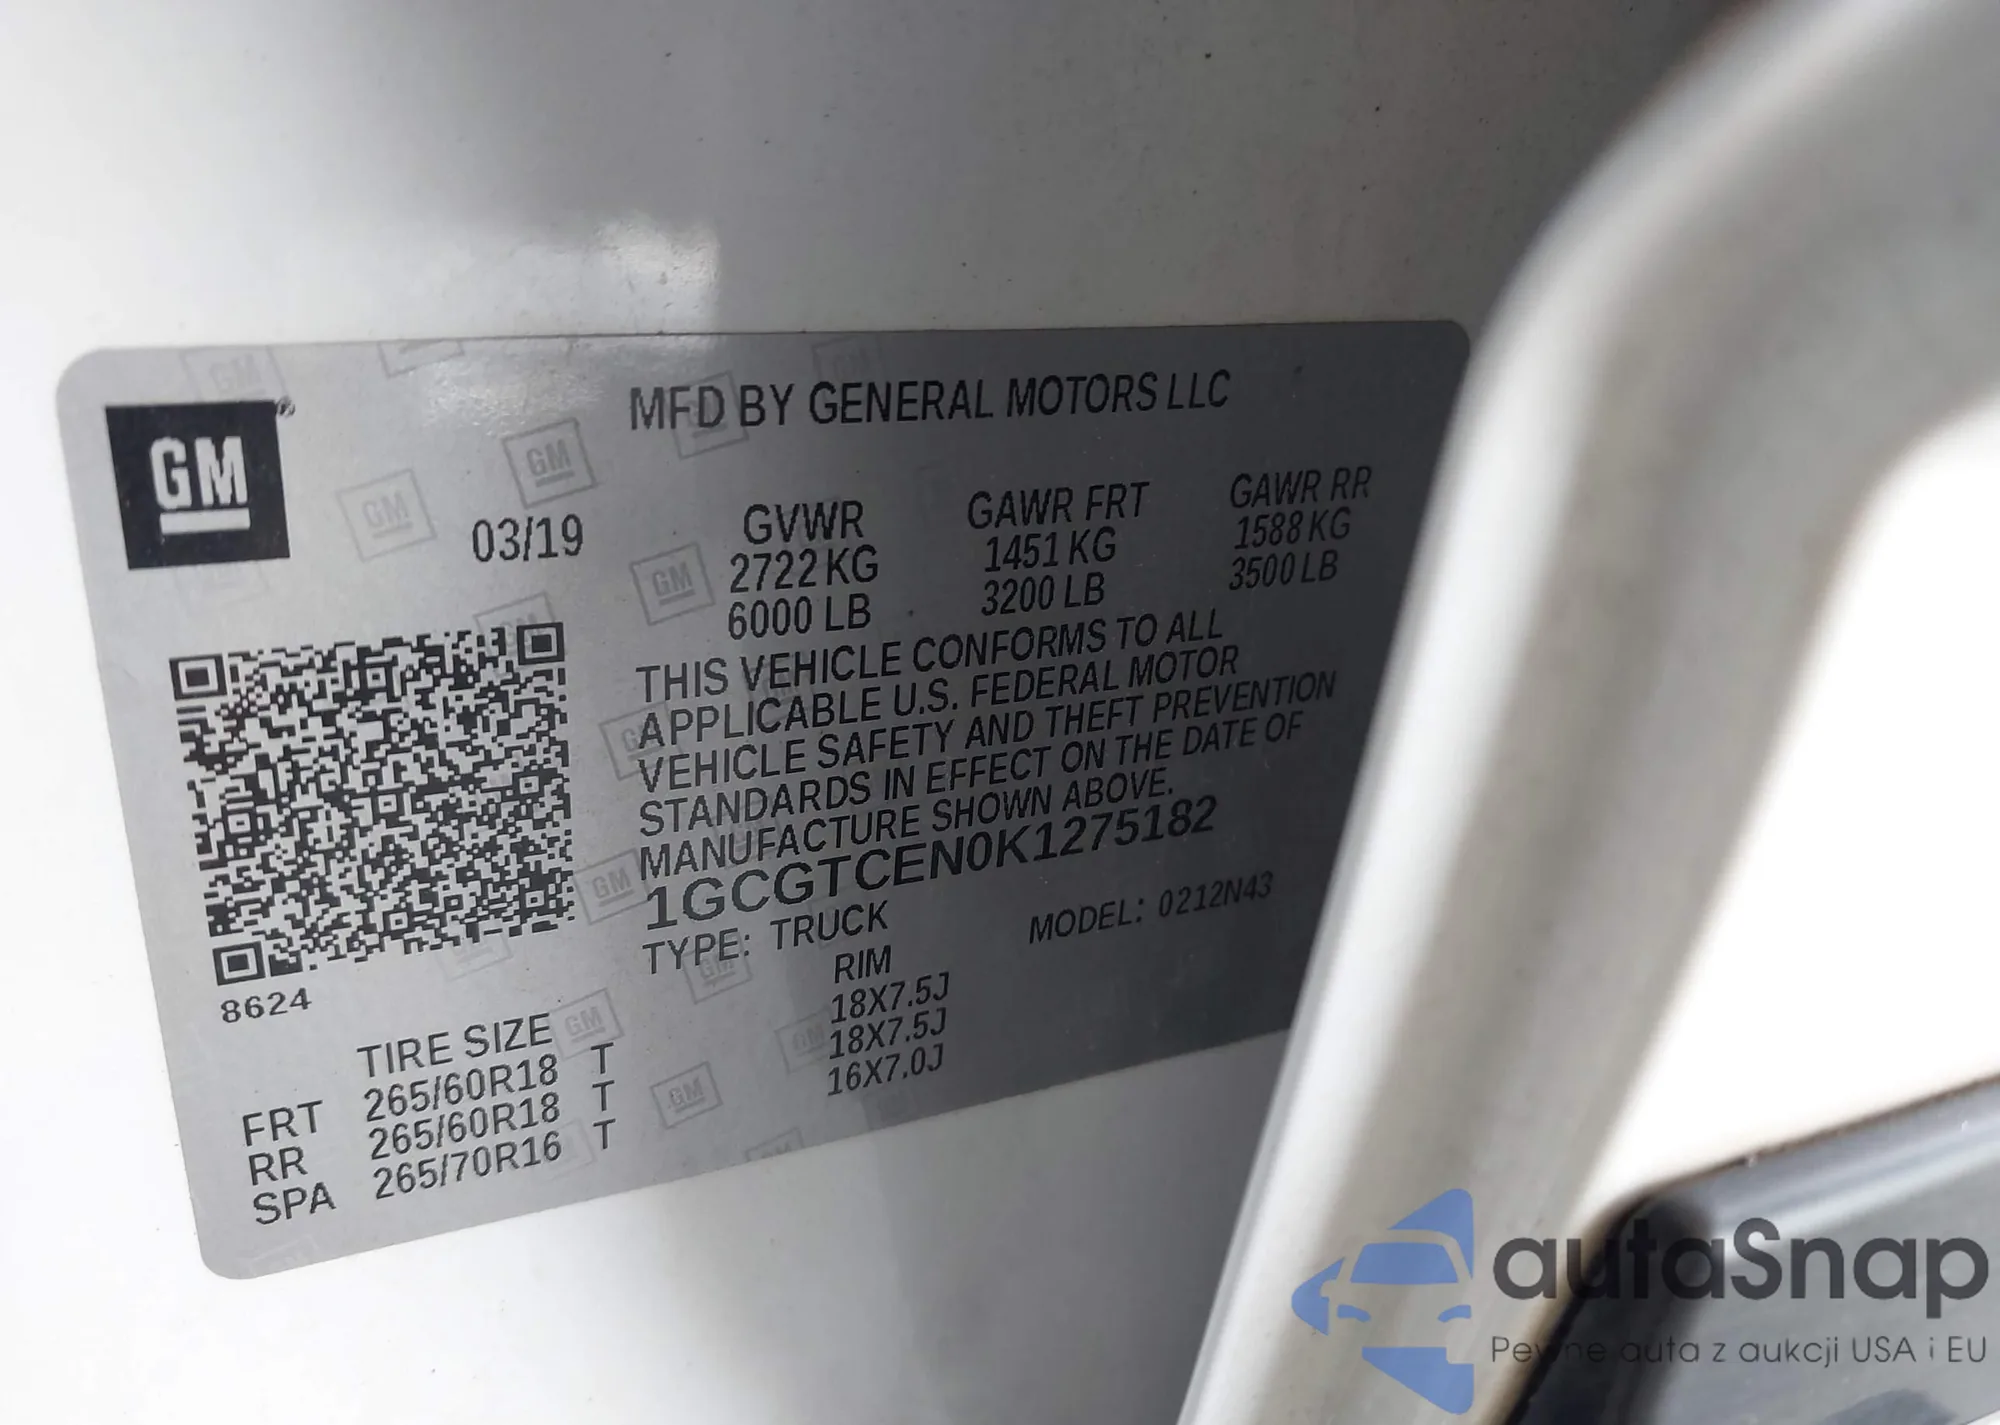 GM
®
MFD BY GENERAL MOTORS LLC
03/19
GVWR GAWR FRT GAWR RR
2722 KG 1451 KG 1588 KG
6000 LB 3200 LB 3500 LB
THIS VEHICLE CONFORMS TO ALL
APPLICABLE U.S. FEDERAL MOTOR
VEHICLE SAFETY AND THEFT PREVENTION
STANDARDS IN EFFECT ON THE DATE OF
MANUFACTURE SHOWN ABOVE.
1GCGTCEN0K1275182
TYPE: TRUCK MODEL: 0212N43
8624
TIRE SIZE RIM
FRT 265/60R18 T 18X7.5J
RR 265/60R18 T 18X7.5J
SPA 265/70R16 T 16X7.0J
autaSnap
Pewne auta z aukcji USA i EU